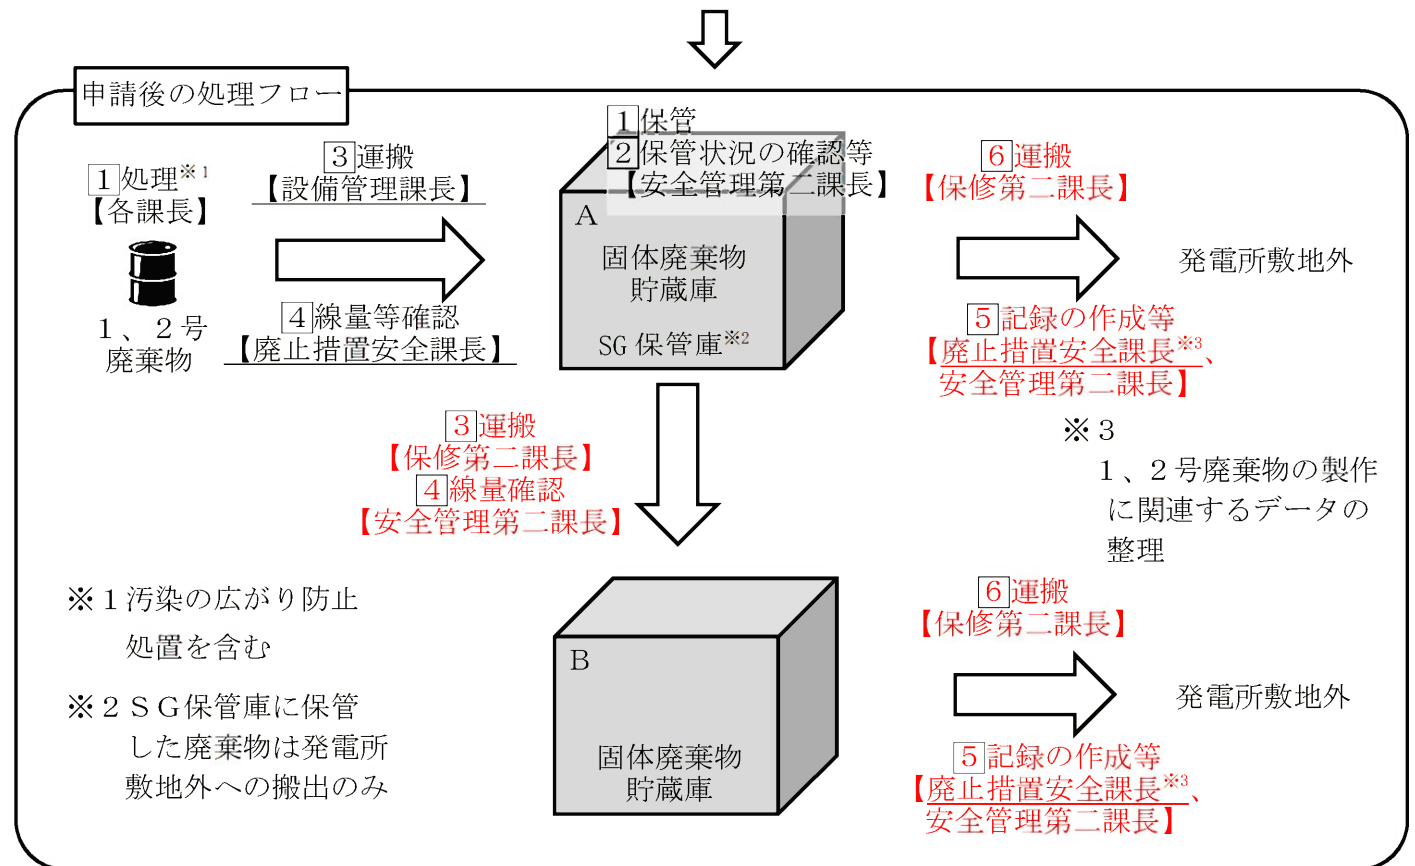 申請後の処理フロー
1処理※1
【各課長】
1、2号
廃棄物
3運搬
【設備管理課長】
4線量等確認
【廃止措置安全課長】
1保管
2保管状況の確認等
【安全管理第二課長】
A
固体廃棄物
貯蔵庫
SG保管庫※2
6運搬
【保修第二課長】
発電所敷地外
5記録の作成等
【廃止措置安全課長※3、
安全管理第二課長】
※3
1、2号廃棄物の製作
に関連するデータの
整理
3運搬
【保修第二課長】
4線量確認
【安全管理第二課長】
※1汚染の広がり防止
処置を含む
※2SG保管庫に保管
した廃棄物は発電所
敷地外への搬出のみ
B
固体廃棄物
貯蔵庫
6運搬
【保修第二課長】
発電所敷地外
5記録の作成等
【廃止措置安全課長※3、
安全管理第二課長】